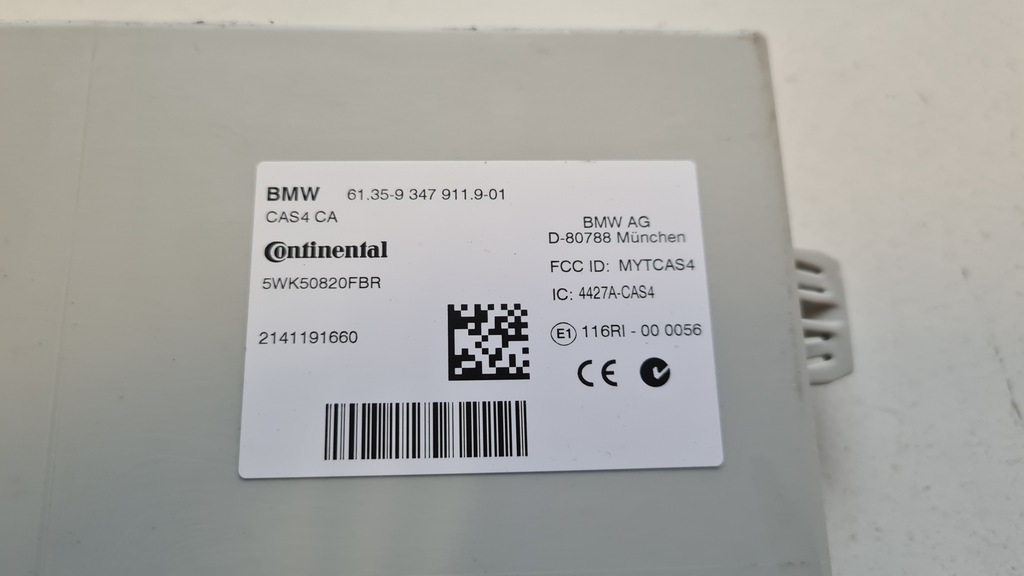 BMW 61.35-9 347 911.9-01
CAS4 CA
Continental
5WK50820FBR
2141191660
BMW AG
D-80788 München
FCC ID: MYTCAS4
IC: 4427A-CAS4
E1 116RI - 00 0056
CE